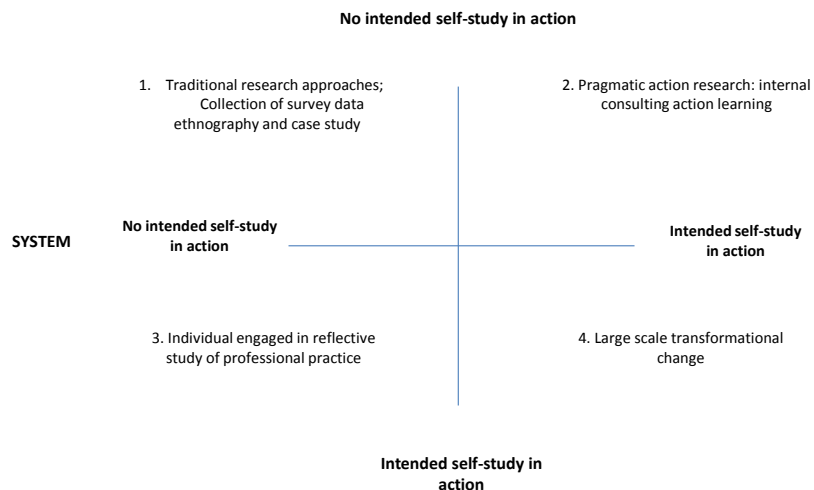 No intended self-study in action
1. Traditional research approaches;
Collection of survey data
ethnography and case study
2. Pragmatic action research: internal
consulting action learning
SYSTEM
No intended self-study
in action
Intended self-study
in action
3. Individual engaged in reflective
study of professional practice
4. Large scale transformational
change
Intended self-study in
action